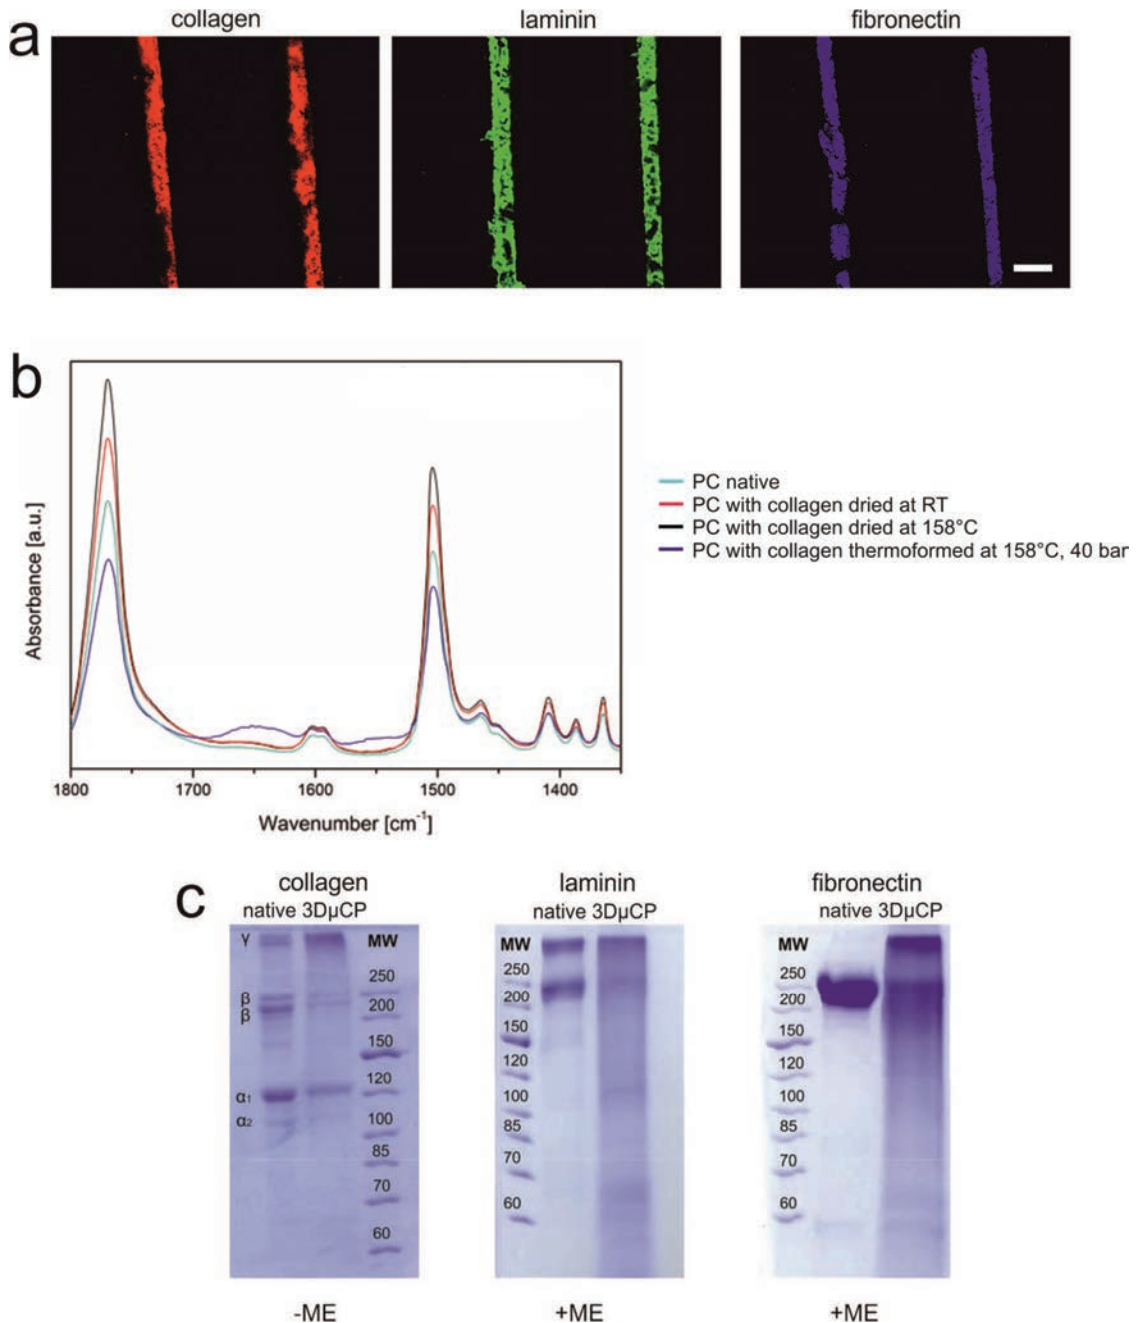 a
collagen laminin fibronectin
b
Absorbance [a.u.]
1800 1700 1600 1500 1400
Wavenumber [cm⁻¹]
PC native
PC with collagen dried at RT
PC with collagen dried at 158°C
PC with collagen thermoformed at 158°C, 40 bar
c
collagen
native 3DµCP
γ
β
β
α₁
α₂
MW
250
200
150
120
100
85
70
60
-ME
laminin
native 3DµCP
MW
250
200
150
120
100
85
70
60
+ME
fibronectin
native 3DµCP
MW
250
200
150
120
100
85
70
60
+ME